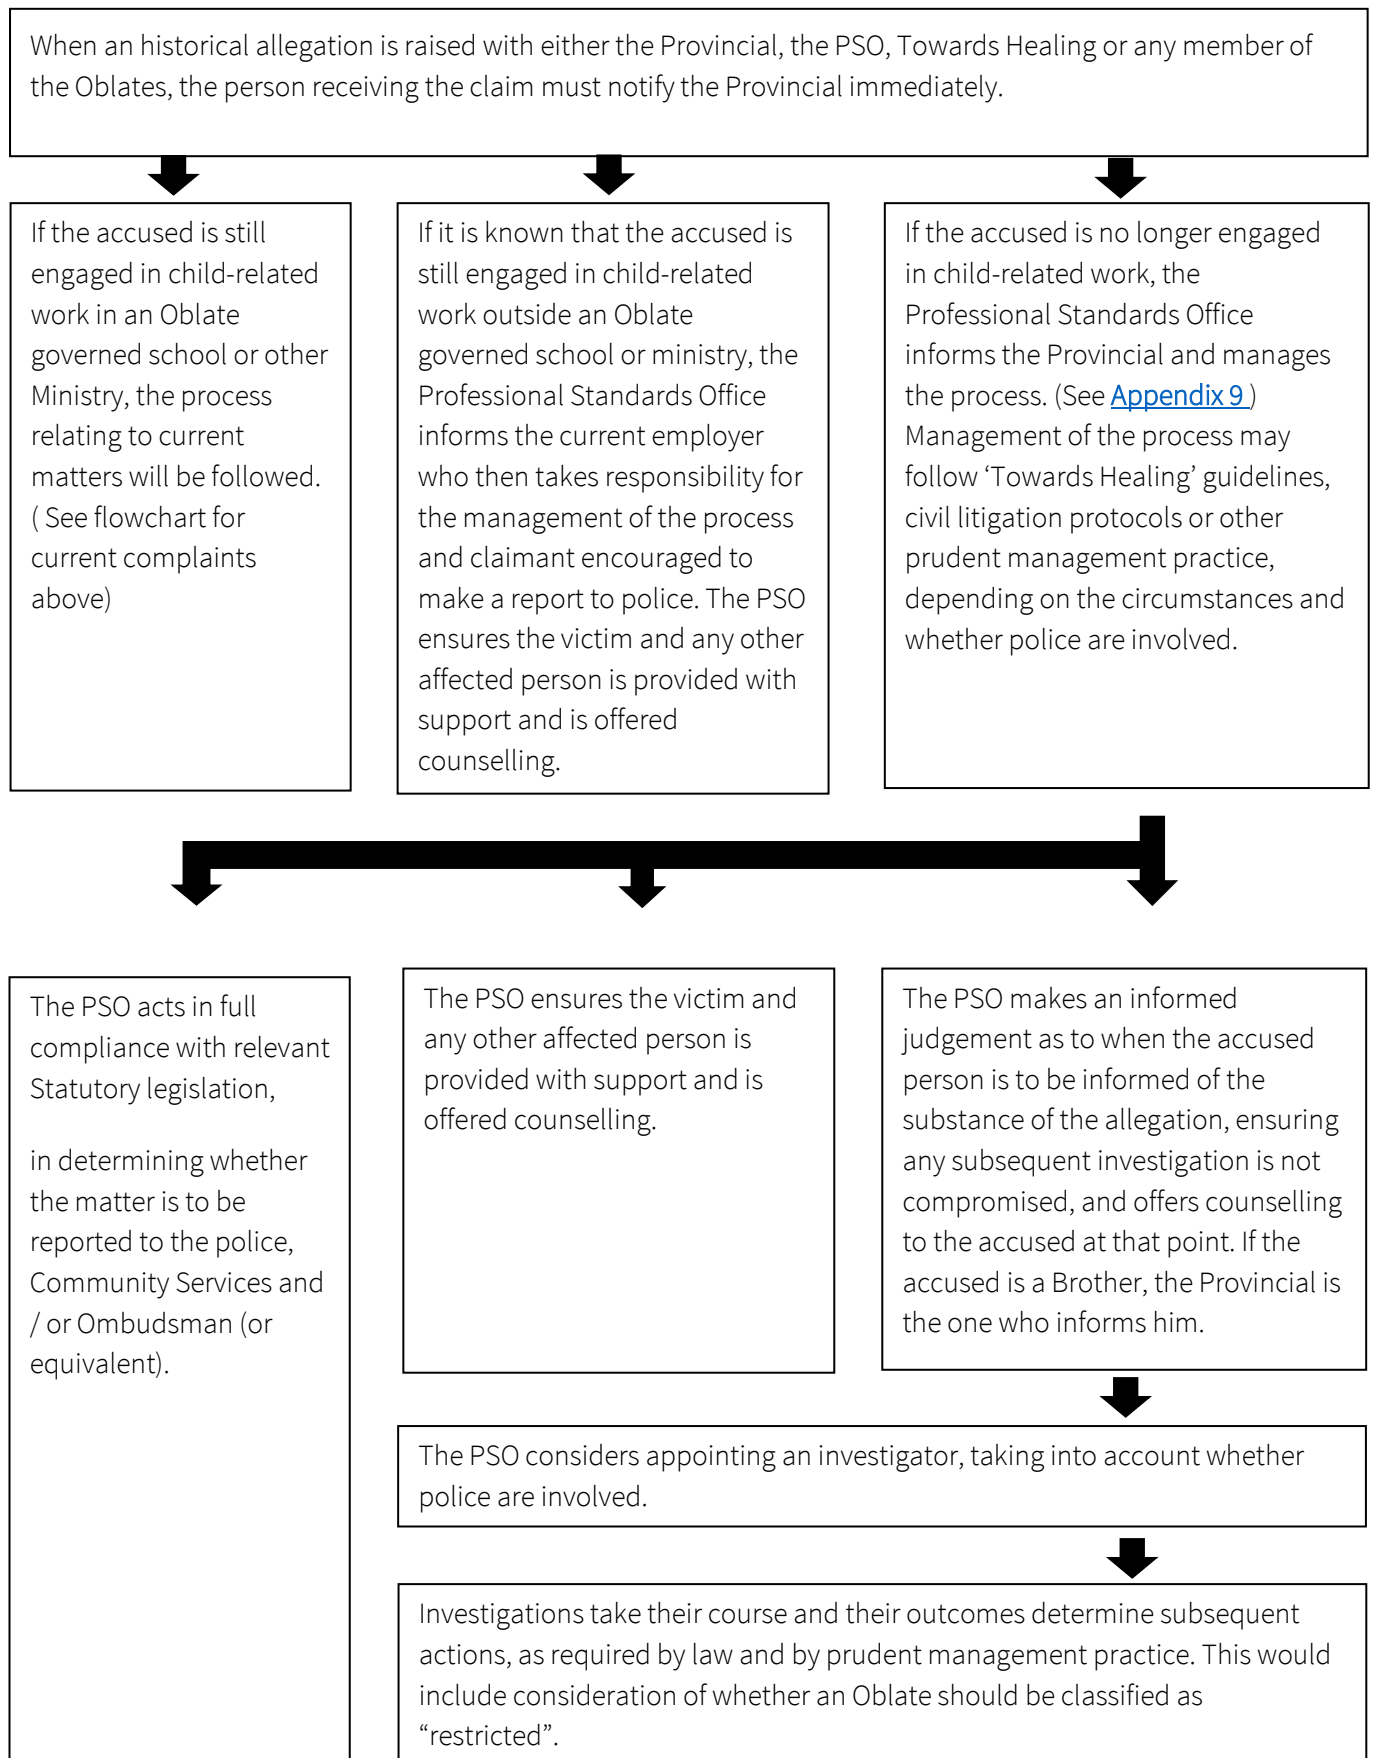 When an historical allegation is raised with either the Provincial, the PSO, Towards Healing or any member of
the Oblates, the person receiving the claim must notify the Provincial immediately.
If the accused is still
engaged in child-related
work in an Oblate
governed school or other
Ministry, the process
relating to current
matters will be followed.
( See flowchart for
current complaints
above)
If it is known that the accused is
still engaged in child-related
work outside an Oblate
governed school or ministry, the
Professional Standards Office
informs the current employer
who then takes responsibility for
the management of the process
and claimant encouraged to
make a report to police. The PSO
ensures the victim and any other
affected person is provided with
support and is offered
counselling.
If the accused is no longer engaged
in child-related work, the
Professional Standards Office
informs the Provincial and manages
the process. (See Appendix 9 )
Management of the process may
follow ‘Towards Healing’ guidelines,
civil litigation protocols or other
prudent management practice,
depending on the circumstances and
whether police are involved.
The PSO acts in full
compliance with relevant
Statutory legislation,
in determining whether
the matter is to be
reported to the police,
Community Services and
/ or Ombudsman (or
equivalent).
The PSO ensures the victim and
any other affected person is
provided with support and is
offered counselling.
The PSO makes an informed
judgement as to when the accused
person is to be informed of the
substance of the allegation, ensuring
any subsequent investigation is not
compromised, and offers counselling
to the accused at that point. If the
accused is a Brother, the Provincial is
the one who informs him.
The PSO considers appointing an investigator, taking into account whether
police are involved.
Investigations take their course and their outcomes determine subsequent
actions, as required by law and by prudent management practice. This would
include consideration of whether an Oblate should be classified as
“restricted”.